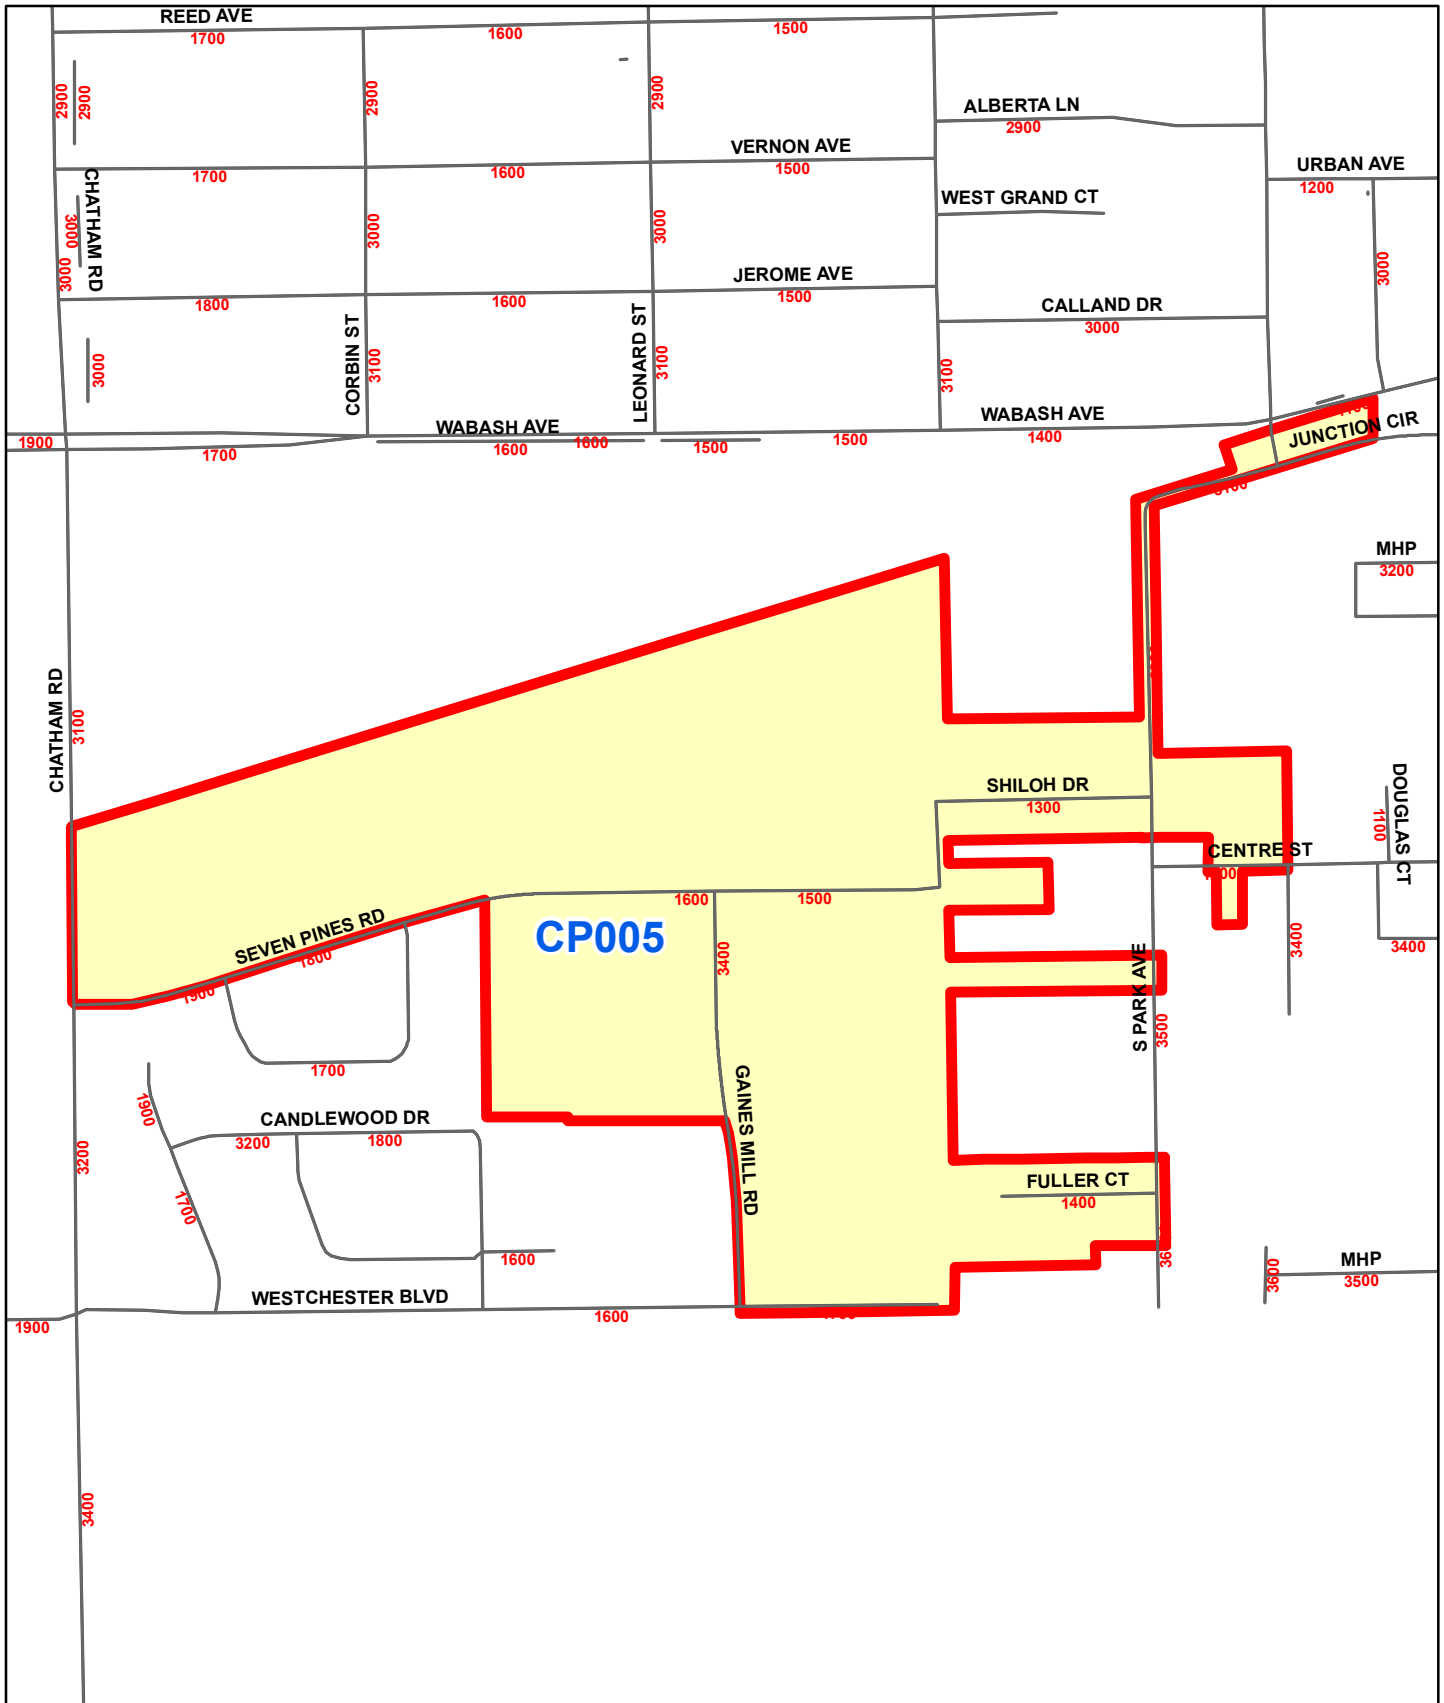 REED AVE
1700
1600
1500
2900
2900
2900
2900
ALBERTA LN
2900
VERNON AVE
1700
1600
1500
URBAN AVE
1200
CHATHAM RD
WEST GRAND CT
3000
3000
3000
3000
3000
JEROME AVE
1800
1600
1500
CALLAND DR
3000
CORBIN ST
LEONARD ST
3000
3100
3100
3100
WABASH AVE
WABASH AVE
1900
1700
1600
1600
1500
1500
1400
JUNCTION CIR
3100
MHP
3200
CHATHAM RD
3100
SHILOH DR
1300
DOUGLAS CT
1100
CENTRE ST
1600
1500
SEVEN PINES RD
1800
1900
CP005
3400
3400
3400
S PARK AVE
3500
1700
GAINES MILL RD
1900
CANDLEWOOD DR
3200
1800
3200
1700
FULLER CT
1400
1600
MHP
3500
3600
WESTCHESTER BLVD
1900
1600
3400